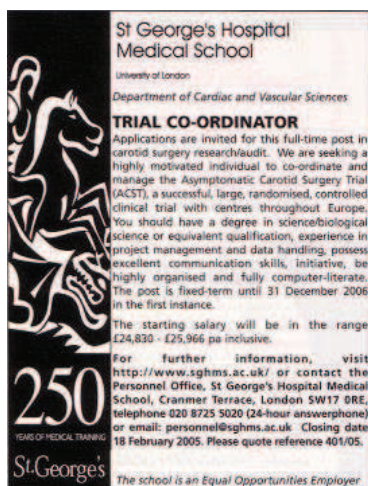 St George's Hospital
Medical School
University of London
Department of Cardiac and Vascular Sciences
TRIAL CO-ORDINATOR
Applications are invited for this full-time post in
carotid surgery research/audit. We are seeking a
highly motivated individual to co-ordinate and
manage the Asymptomatic Carotid Surgery Trial
(ACST), a successful, large, randomised, controlled
clinical trial with centres throughout Europe.
You should have a degree in science/biological
science or equivalent qualification, experience in
project management and data handling, possess
excellent communication skills, initiative, be
highly organised and fully computer-literate.
The post is fixed-term until 31 December 2006
in the first instance.
The starting salary will be in the range
£24,830 - £25,966 pa inclusive.
For further information, visit
http://www.sghms.ac.uk/ or contact the
Personnel Office, St George's Hospital Medical
School, Cranmer Terrace, London SW17 0RE,
telephone 020 8725 5020 (24-hour answerphone)
or email: personnel@sghms.ac.uk Closing date
18 February 2005. Please quote reference 401/05.
The school is an Equal Opportunities Employer
250
YEARS OF MEDICAL TRAINING
St.George's